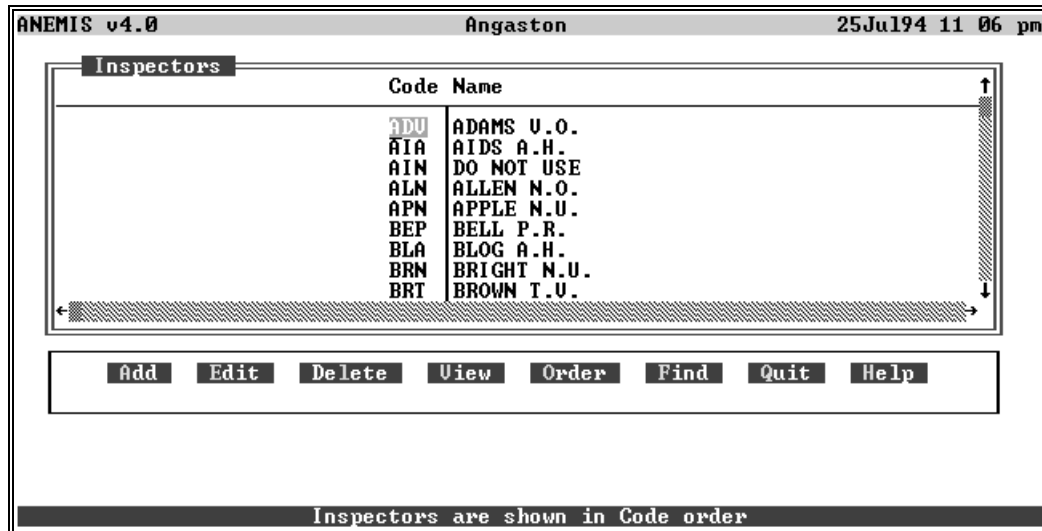 ANEMIS v4.0 Angaston 25Jul94 11 06 pm
Inspectors
Code Name
ADV ADAMS V.O.
AIA AIDS A.H.
AIN DO NOT USE
ALN ALLEN N.O.
APN APPLE N.U.
BEP BELL P.R.
BLA BLOG A.H.
BRN BRIGHT N.U.
BRT BROWN T.V.
Add Edit Delete View Order Find Quit Help
Inspectors are shown in Code order